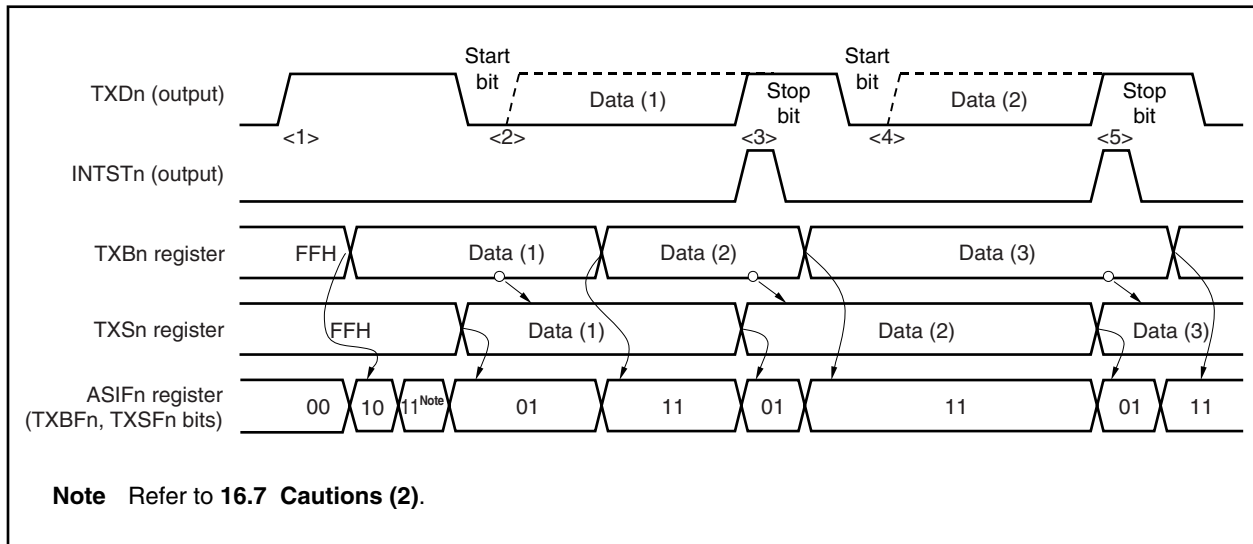 Start bit
Start bit
TXDn (output)
Data (1)
Stop bit
Data (2)
Stop bit
<1>
<2>
<3>
<4>
<5>
INTSTn (output)
TXBn register
FFH
Data (1)
Data (2)
Data (3)
TXSn register
FFH
Data (1)
Data (2)
Data (3)
ASIFn register
(TXBFn, TXSFn bits)
00
10
11 Note
01
11
01
11
01
11
Note Refer to 16.7 Cautions (2).